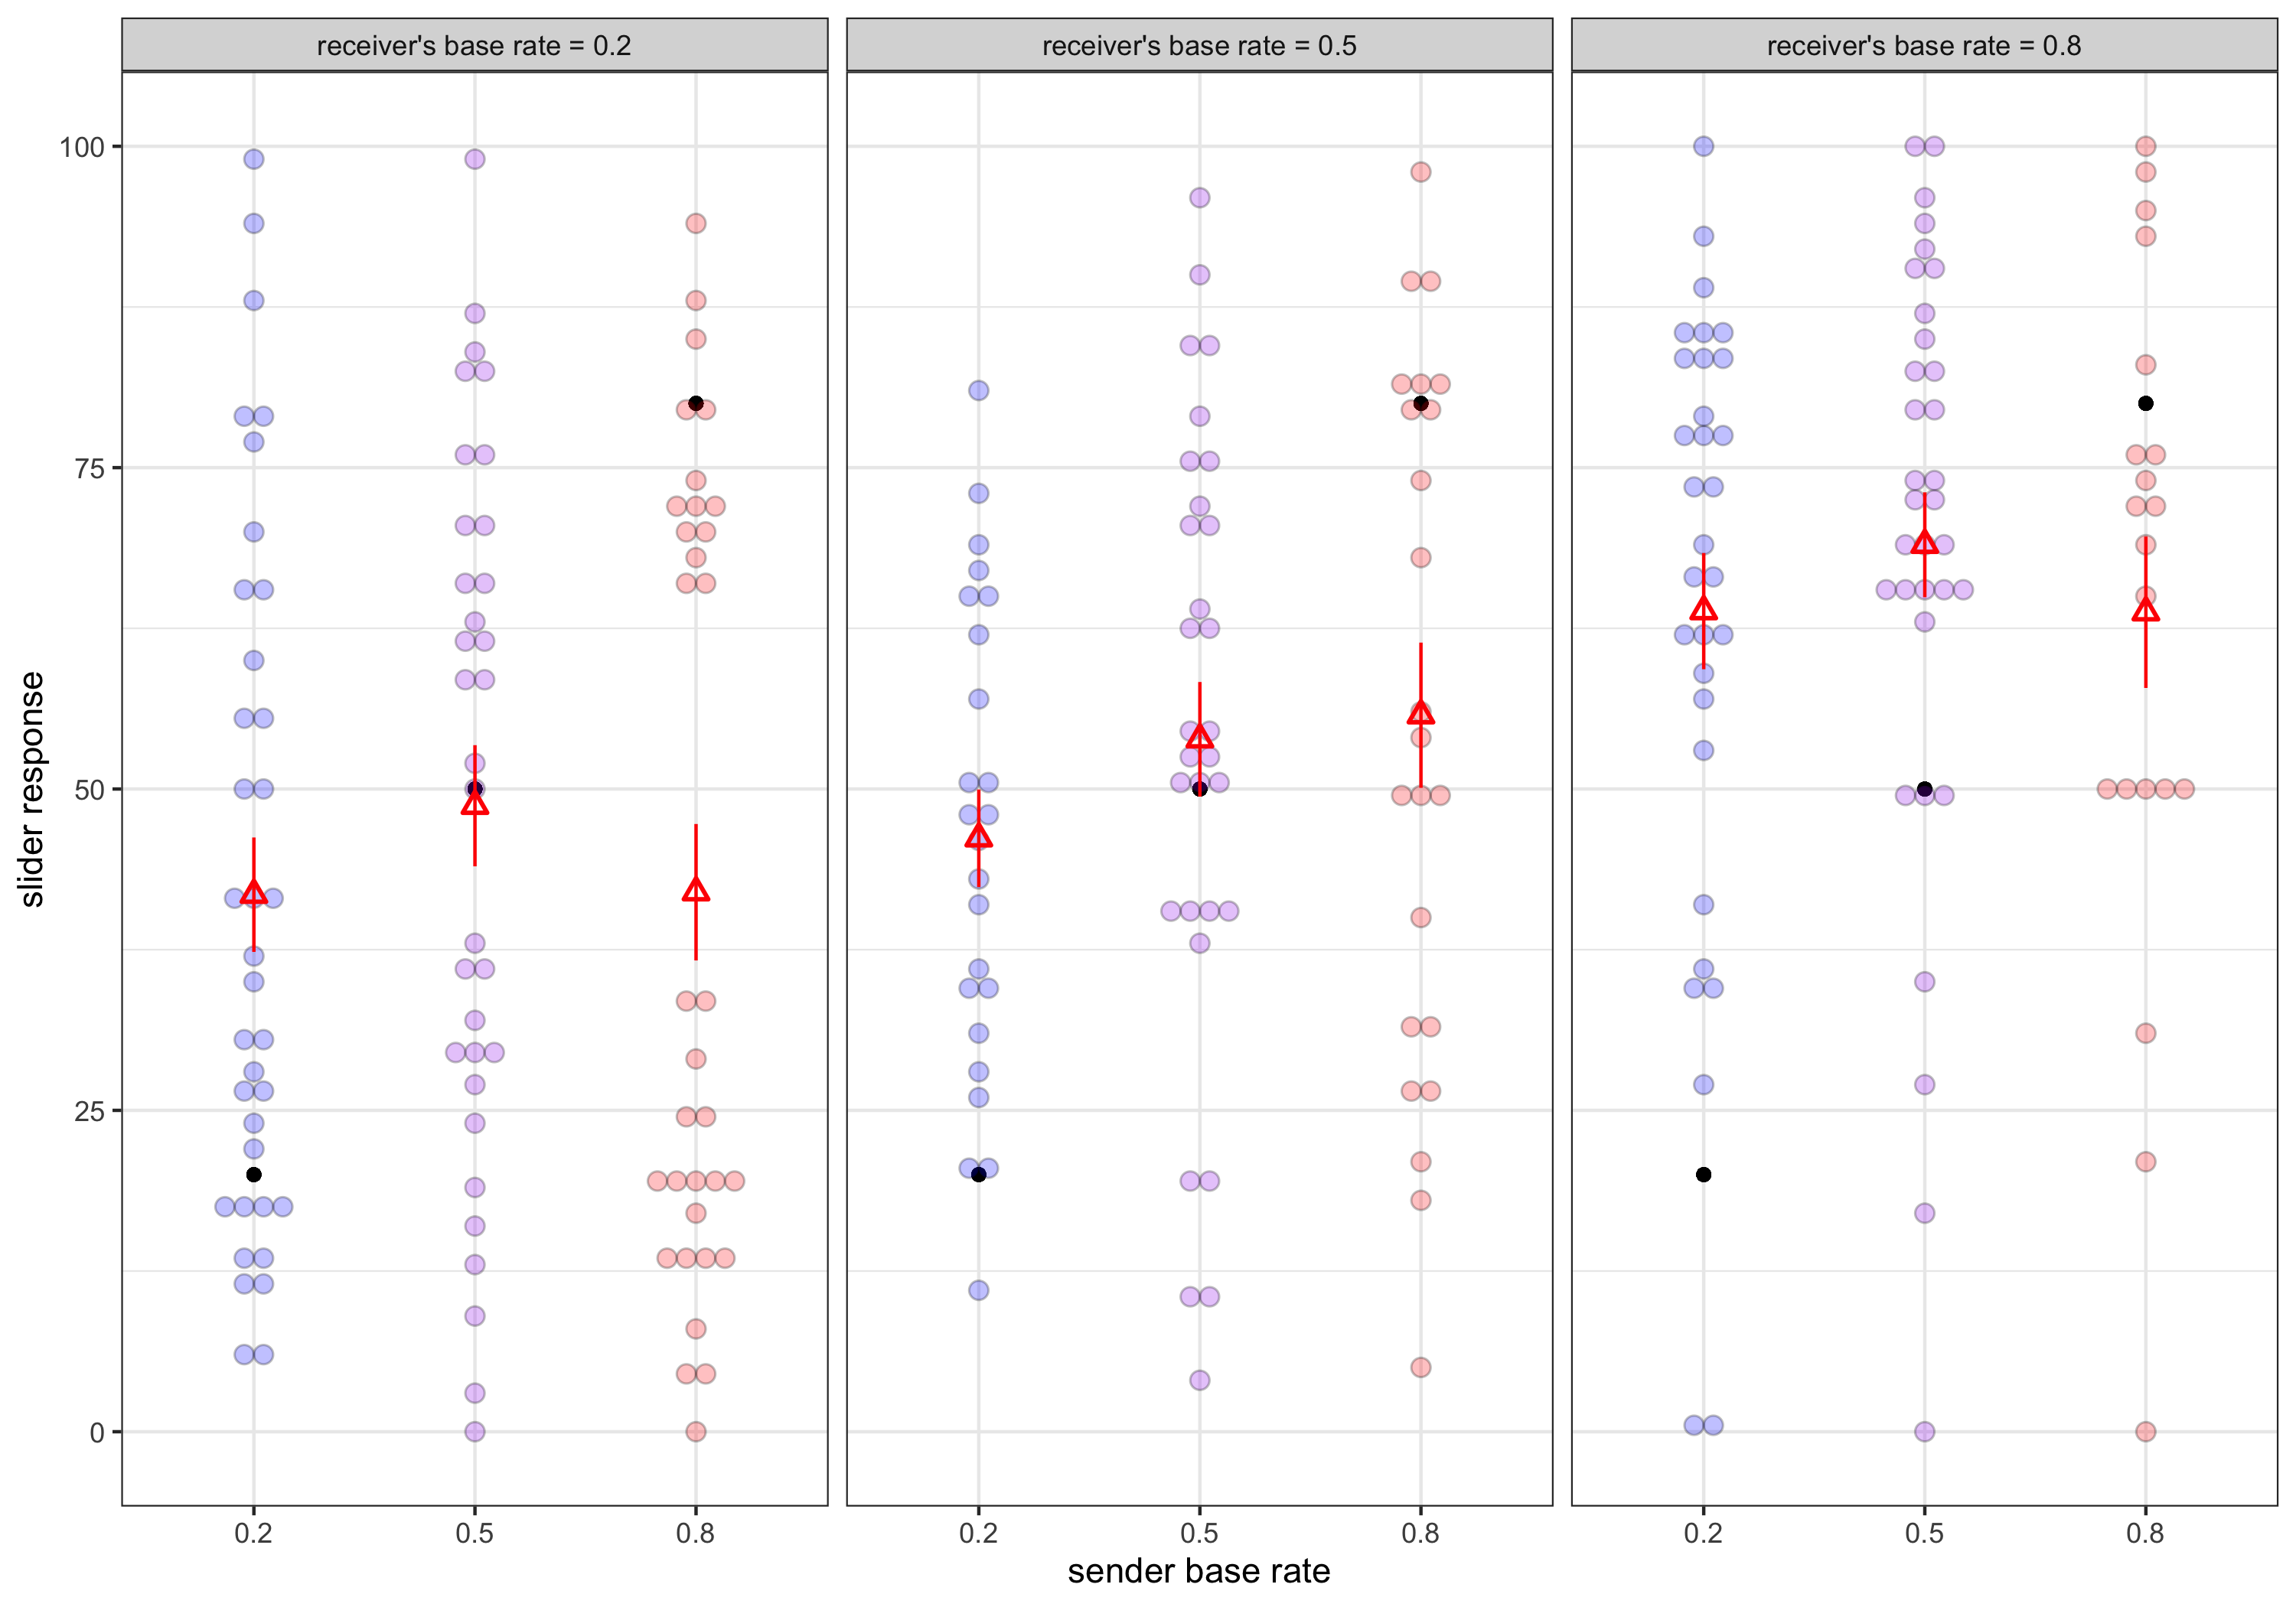 receiver's base rate = 0.2
receiver's base rate = 0.5
receiver's base rate = 0.8
100
75
50
25
0
slider response
0.2 0.5 0.8
0.2 0.5 0.8
0.2 0.5 0.8
sender base rate